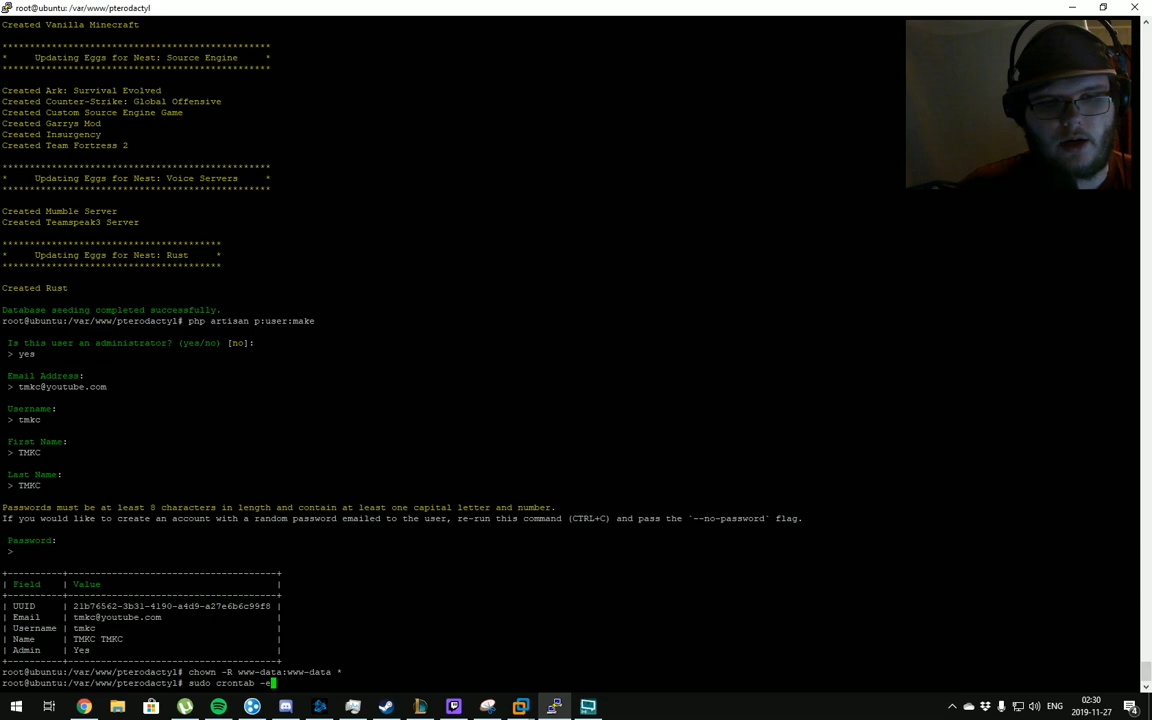 root@ubuntu: /var/www/pterodactyl
Created Vanilla Minecraft
*************************************************
* Updating Eggs for Nest: Source Engine *
*************************************************
Created Ark: Survival Evolved
Created Counter-Strike: Global Offensive
Created Custom Source Engine Game
Created Garrys Mod
Created Insurgency
Created Team Fortress 2
*************************************************
* Updating Eggs for Nest: Voice Servers *
*************************************************
Created Mumble Server
Created Teamspeak3 Server
****************************************
* Updating Eggs for Nest: Rust *
****************************************
Created Rust
Database seeding completed successfully.
root@ubuntu:/var/www/pterodactyl# php artisan p:user:make
Is this user an administrator? (yes/no) [no]:
> yes
Email Address:
> tmkc@youtube.com
Username:
> tmkc
First Name:
> TMKC
Last Name:
> TMKC
Passwords must be at least 8 characters in length and contain at least one capital letter and number.
If you would like to create an account with a random password emailed to the user, re-run this command (CTRL+C) and pass the `--no-password` flag.
Password:
>
+----------+--------------------------------------+
| Field | Value |
+----------+--------------------------------------+
| UUID | 21b76562-3b31-4190-a4d9-a27e6b6c99f8 |
| Email | tmkc@youtube.com |
| Username | tmkc |
| Name | TMKC TMKC |
| Admin | Yes |
+----------+--------------------------------------+
root@ubuntu:/var/www/pterodactyl# chown -R www-data:www-data *
root@ubuntu:/var/www/pterodactyl# sudo crontab -e
ENG
02:30
2019-11-27
4